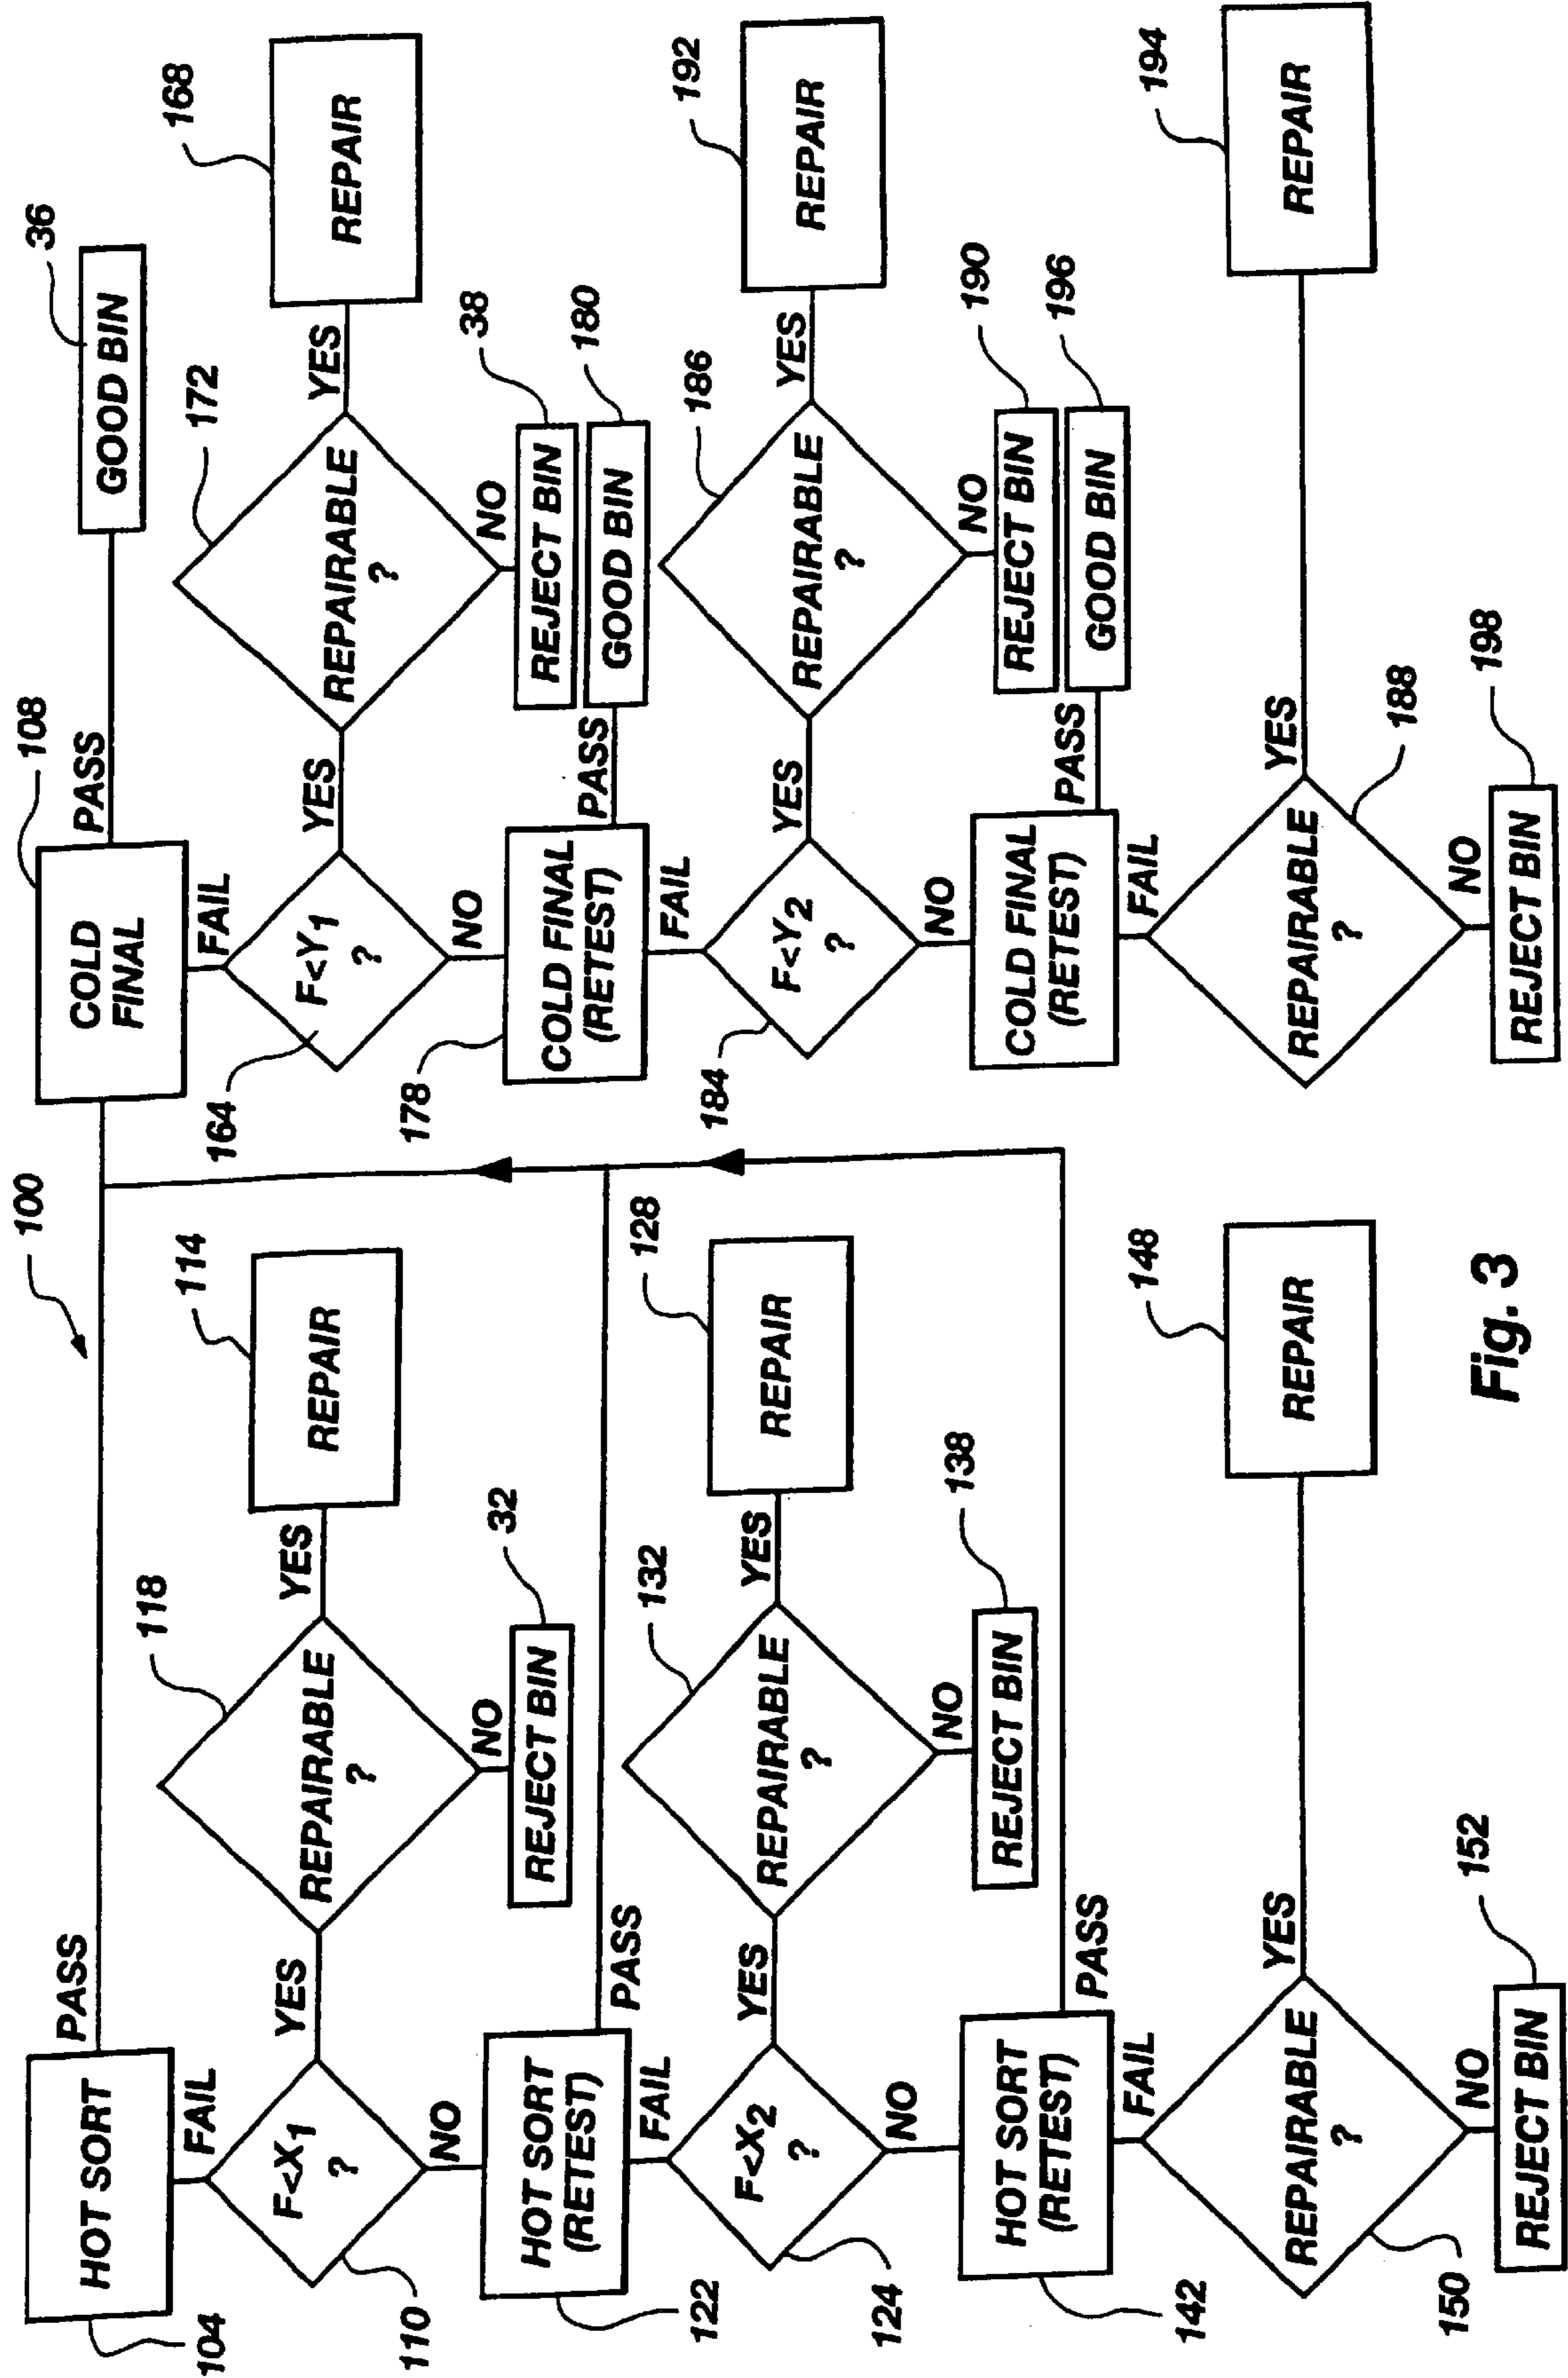 100
HOT SORT
104
PASS
FAIL
F<X1
?
110
YES
REPAIRABLE
?
118
YES
REPAIR
114
NO
REJECT BIN
32
NO
HOT SORT
(RETEST)
122
PASS
FAIL
F<X2
?
124
YES
REPAIRABLE
?
132
YES
REPAIR
128
NO
REJECT BIN
138
NO
HOT SORT
(RETEST)
142
PASS
FAIL
REPAIRABLE
?
150
YES
REPAIR
148
NO
REJECT BIN
152
COLD
FINAL
108
PASS
GOOD BIN
36
FAIL
F<Y1
?
164
YES
REPAIRABLE
?
172
YES
REPAIR
168
NO
REJECT BIN
38
NO
COLD FINAL
(RETEST)
178
PASS
GOOD BIN
180
FAIL
F<Y2
?
184
YES
REPAIRABLE
?
186
YES
REPAIR
192
NO
REJECT BIN
190
NO
COLD FINAL
(RETEST)
PASS
GOOD BIN
196
FAIL
REPAIRABLE
?
188
YES
REPAIR
194
NO
REJECT BIN
198
Fig. 3